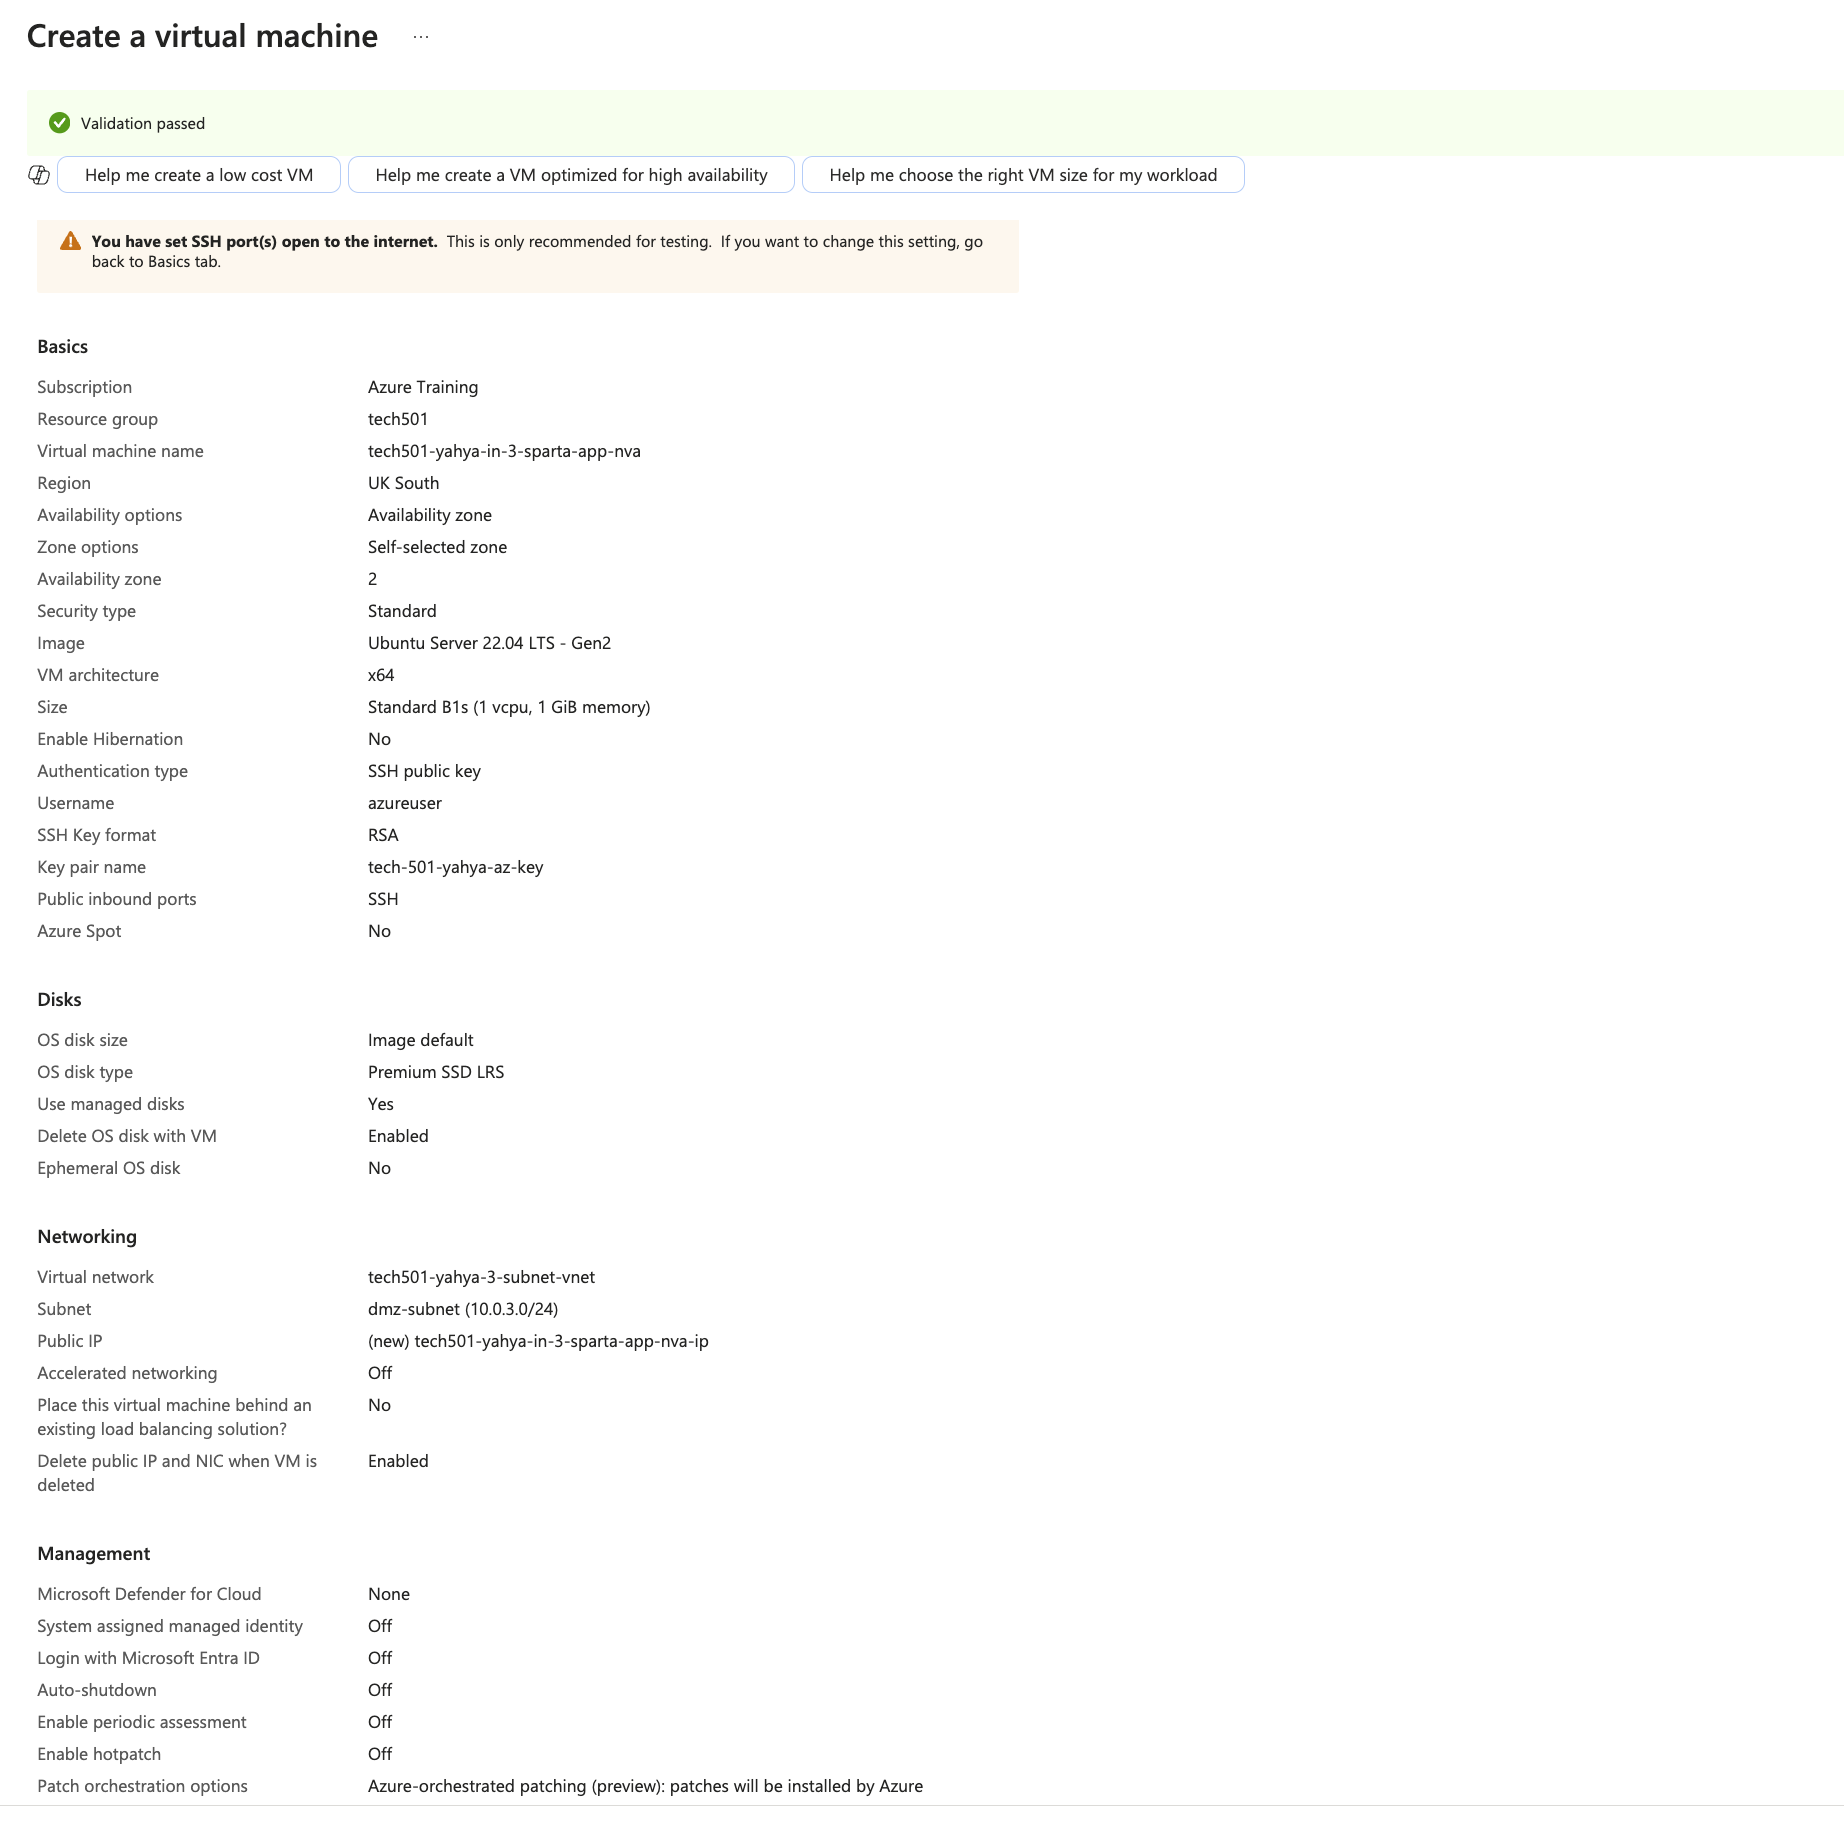 Create a virtual machine ...
Validation passed
Help me create a low cost VM Help me create a VM optimized for high availability Help me choose the right VM size for my workload
You have set SSH port(s) open to the internet. This is only recommended for testing. If you want to change this setting, go
back to Basics tab.
Basics
Subscription Azure Training
Resource group tech501
Virtual machine name tech501-yahya-in-3-sparta-app-nva
Region UK South
Availability options Availability zone
Zone options Self-selected zone
Availability zone 2
Security type Standard
Image Ubuntu Server 22.04 LTS - Gen2
VM architecture x64
Size Standard B1s (1 vcpu, 1 GiB memory)
Enable Hibernation No
Authentication type SSH public key
Username azureuser
SSH Key format RSA
Key pair name tech-501-yahya-az-key
Public inbound ports SSH
Azure Spot No
Disks
OS disk size Image default
OS disk type Premium SSD LRS
Use managed disks Yes
Delete OS disk with VM Enabled
Ephemeral OS disk No
Networking
Virtual network tech501-yahya-3-subnet-vnet
Subnet dmz-subnet (10.0.3.0/24)
Public IP (new) tech501-yahya-in-3-sparta-app-nva-ip
Accelerated networking Off
Place this virtual machine behind an No
existing load balancing solution?
Delete public IP and NIC when VM is Enabled
deleted
Management
Microsoft Defender for Cloud None
System assigned managed identity Off
Login with Microsoft Entra ID Off
Auto-shutdown Off
Enable periodic assessment Off
Enable hotpatch Off
Patch orchestration options Azure-orchestrated patching (preview): patches will be installed by Azure